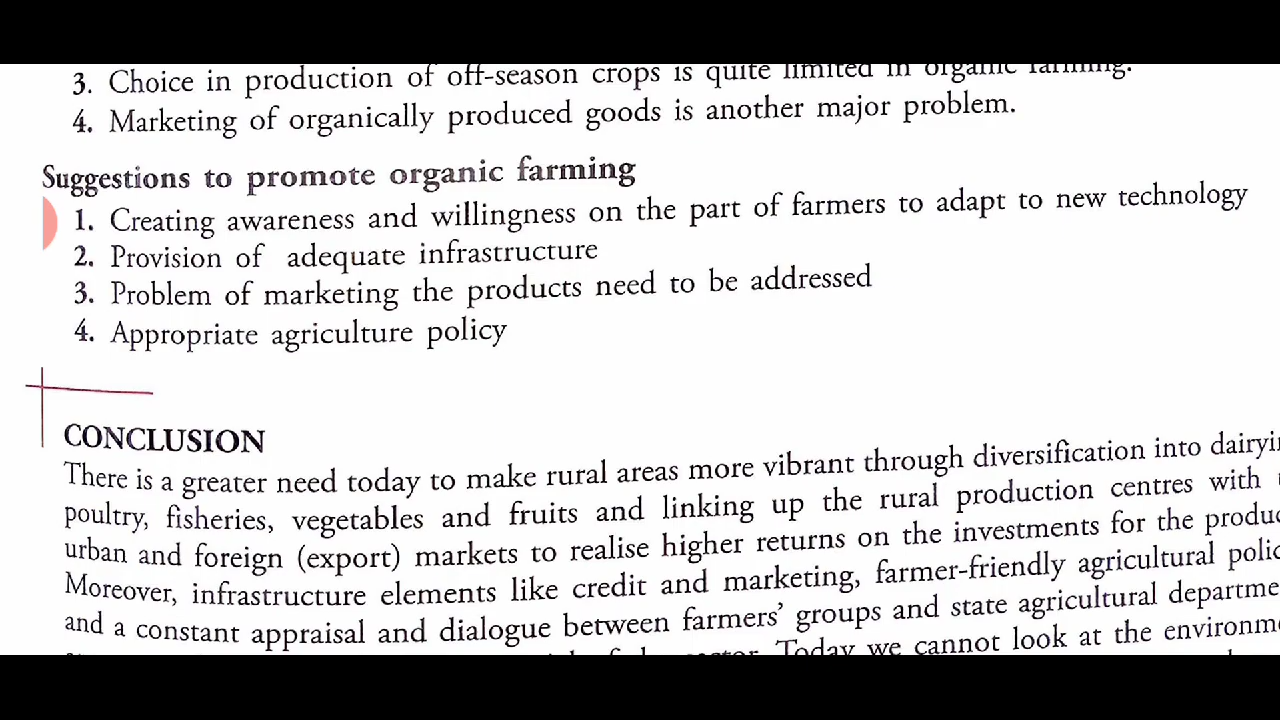 3. Choice in production of off-season crops is quite limited in organic farming.
4. Marketing of organically produced goods is another major problem.
Suggestions to promote organic farming
1. Creating awareness and willingness on the part of farmers to adapt to new technology
2. Provision of adequate infrastructure
3. Problem of marketing the products need to be addressed
4. Appropriate agriculture policy
CONCLUSION
There is a greater need today to make rural areas more vibrant through diversification into
poultry, fisheries, vegetables and fruits and linking up the rural production centres with
urban and foreign (export) markets to realise higher returns on the investments for the
Moreover, infrastructure elements like credit and marketing, farmer-friendly agricultural
and a constant appraisal and dialogue between farmers' groups and state agricultural
Today we cannot look at the